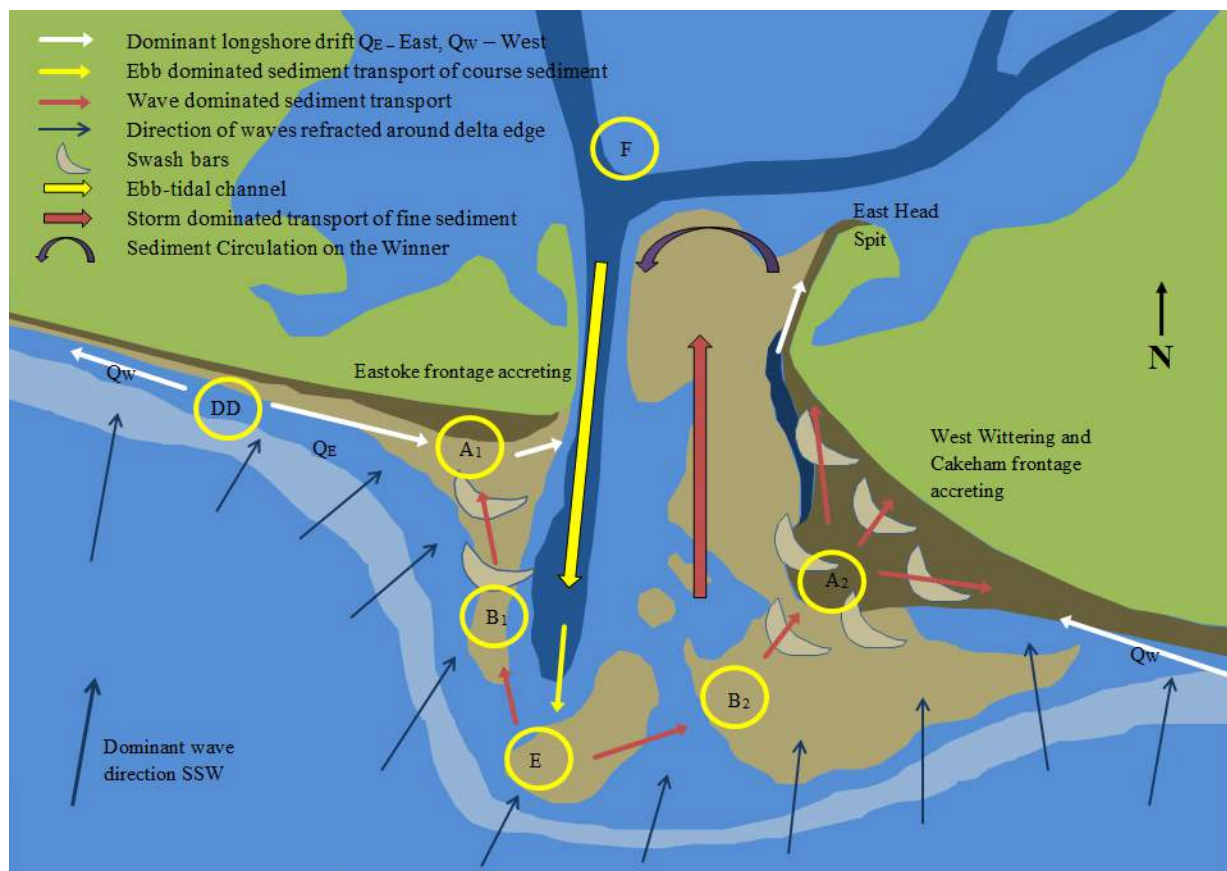 Dominant longshore drift QE – East, QW – West
Ebb dominated sediment transport of course sediment
Wave dominated sediment transport
Direction of waves refracted around delta edge
Swash bars
Ebb-tidal channel
Storm dominated transport of fine sediment
Sediment Circulation on the Winner
F
East Head
Spit
N
Eastoke frontage accreting
QW
DD
QE
A1
West Wittering and
Cakeham frontage
accreting
A2
B1
QW
B2
Dominant wave
direction SSW
E